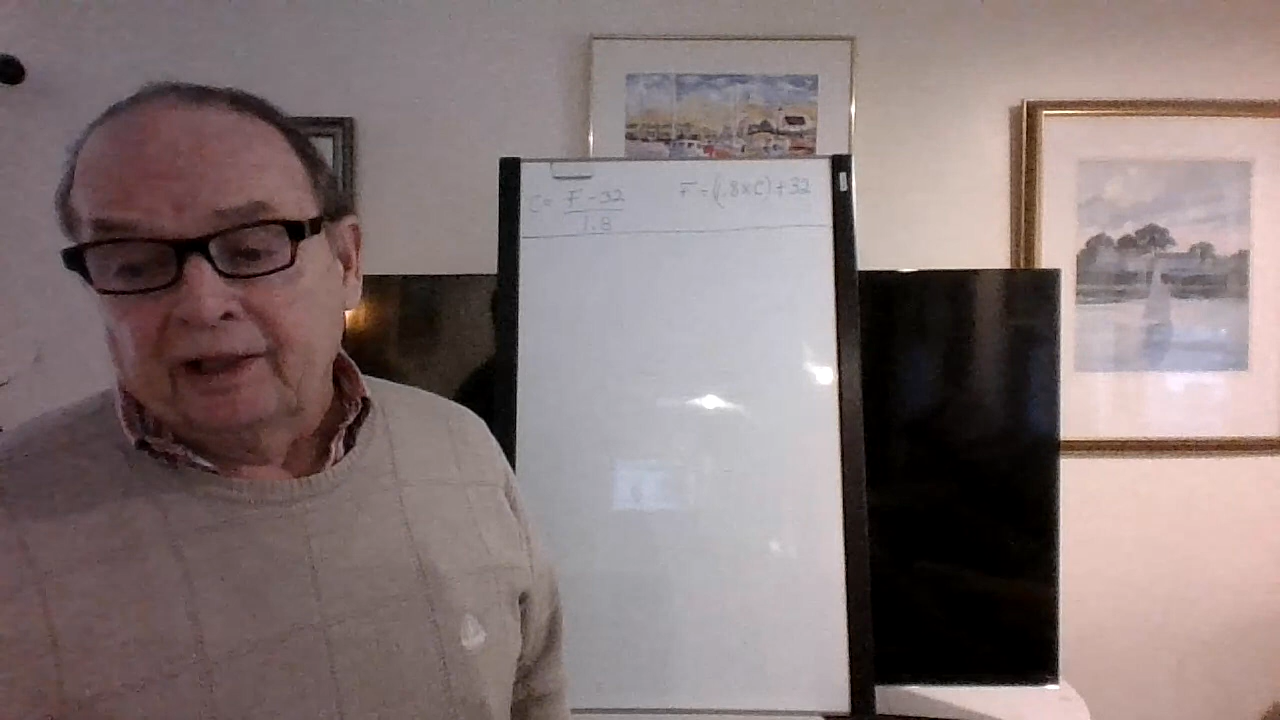 C = F - 32 / 1.8
F = (1.8 x C) + 32